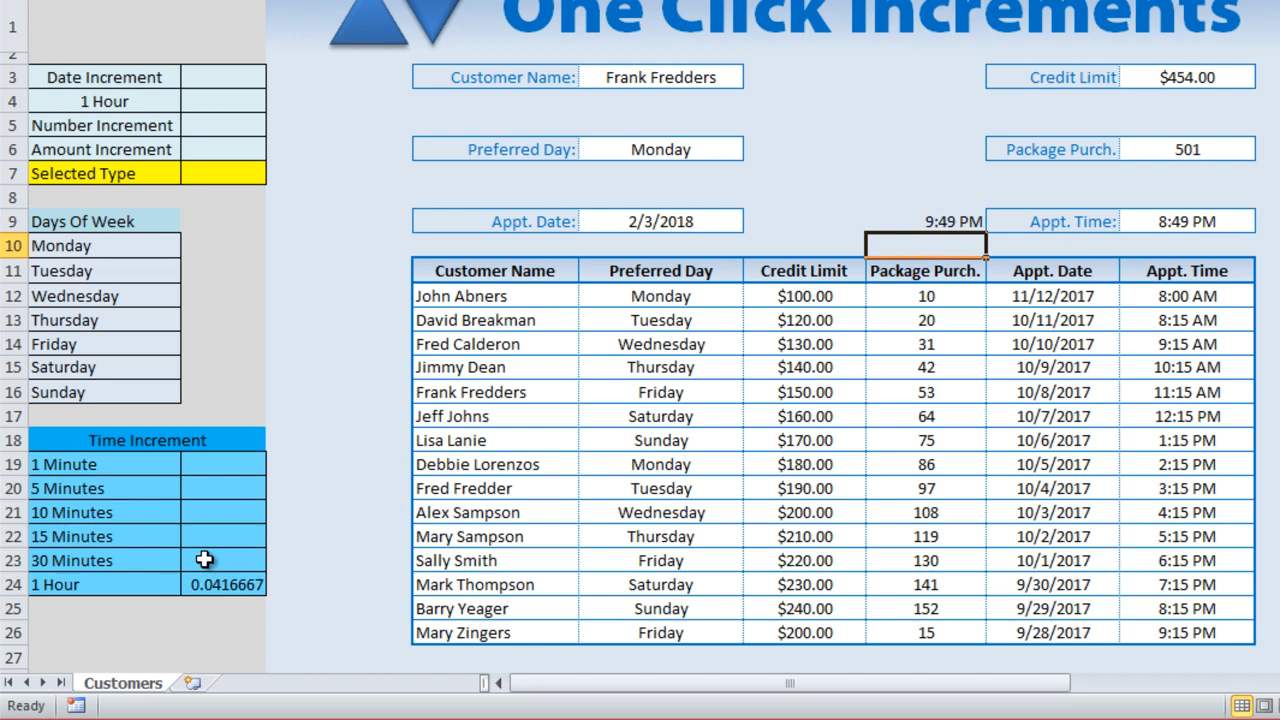 One Click Increments
1
2
3 Date Increment Customer Name: Frank Fredders Credit Limit $454.00
4 1 Hour
5 Number Increment
6 Amount Increment Preferred Day: Monday Package Purch. 501
7 Selected Type
8
9 Days Of Week Appt. Date: 2/3/2018 9:49 PM Appt. Time: 8:49 PM
10 Monday
11 Tuesday Customer Name Preferred Day Credit Limit Package Purch. Appt. Date Appt. Time
12 Wednesday John Abners Monday $100.00 10 11/12/2017 8:00 AM
13 Thursday David Breakman Tuesday $120.00 20 10/11/2017 8:15 AM
14 Friday Fred Calderon Wednesday $130.00 31 10/10/2017 9:15 AM
15 Saturday Jimmy Dean Thursday $140.00 42 10/9/2017 10:15 AM
16 Sunday Frank Fredders Friday $150.00 53 10/8/2017 11:15 AM
17 Jeff Johns Saturday $160.00 64 10/7/2017 12:15 PM
18 Time Increment Lisa Lanie Sunday $170.00 75 10/6/2017 1:15 PM
19 1 Minute Debbie Lorenzos Monday $180.00 86 10/5/2017 2:15 PM
20 5 Minutes Fred Fredder Tuesday $190.00 97 10/4/2017 3:15 PM
21 10 Minutes Alex Sampson Wednesday $200.00 108 10/3/2017 4:15 PM
22 15 Minutes Mary Sampson Thursday $210.00 119 10/2/2017 5:15 PM
23 30 Minutes Sally Smith Friday $220.00 130 10/1/2017 6:15 PM
24 1 Hour 0.0416667 Mark Thompson Saturday $230.00 141 9/30/2017 7:15 PM
25 Barry Yeager Sunday $240.00 152 9/29/2017 8:15 PM
26 Mary Zingers Friday $200.00 15 9/28/2017 9:15 PM
27
Customers
Ready